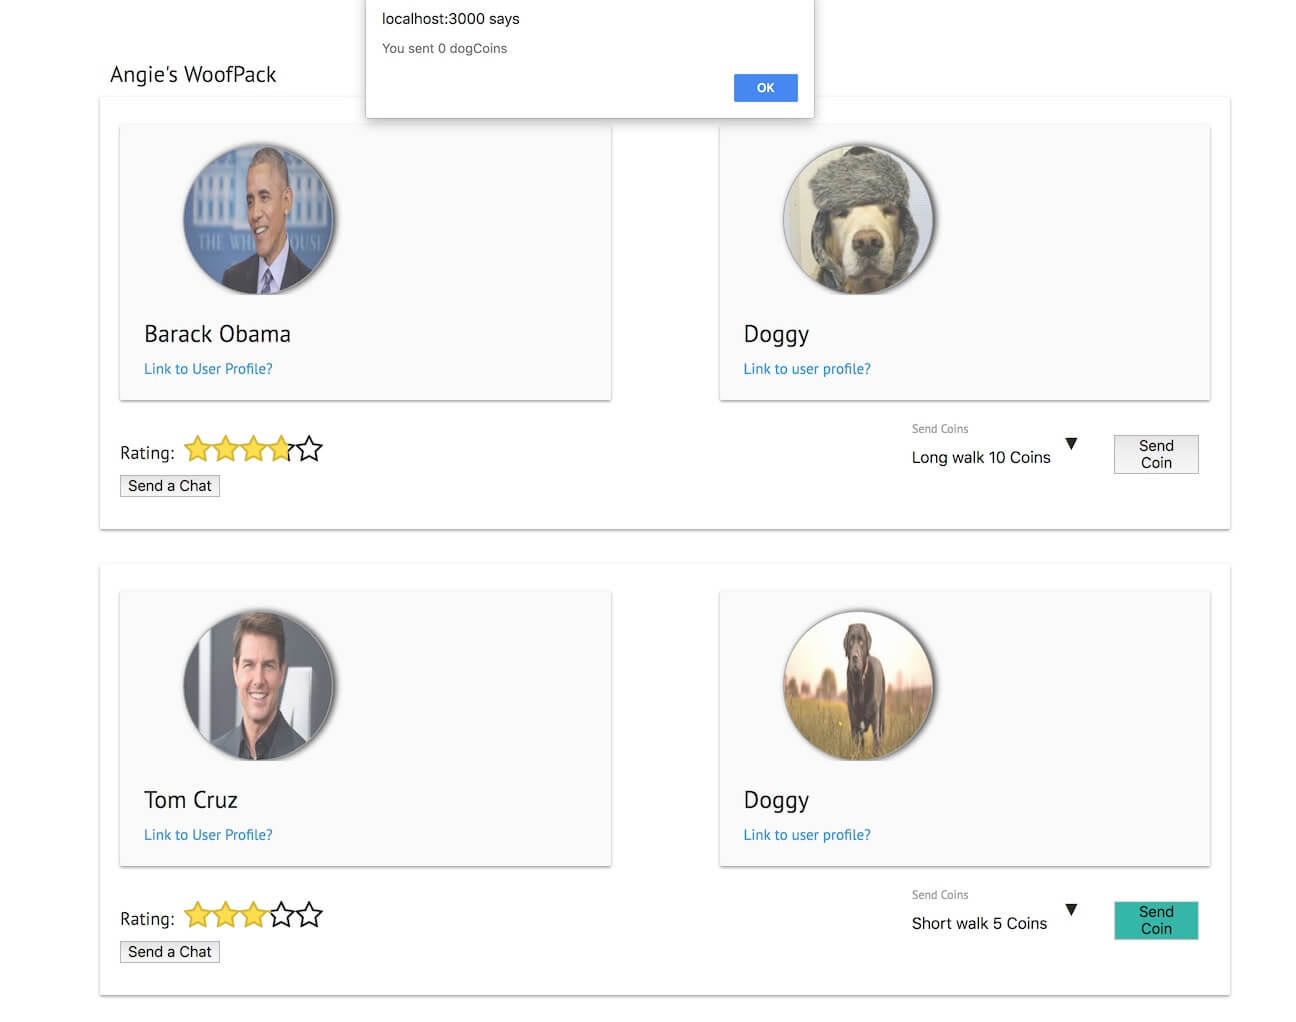 localhost:3000 says
You sent 0 dogCoins
OK
Angie's WoofPack
THE WH OUSE
Barack Obama
Link to User Profile?
Doggy
Link to user profile?
Rating:
Send a Chat
Send Coins
Long walk 10 Coins
Send
Coin
Tom Cruz
Link to User Profile?
Doggy
Link to user profile?
Rating:
Send a Chat
Send Coins
Short walk 5 Coins
Send
Coin